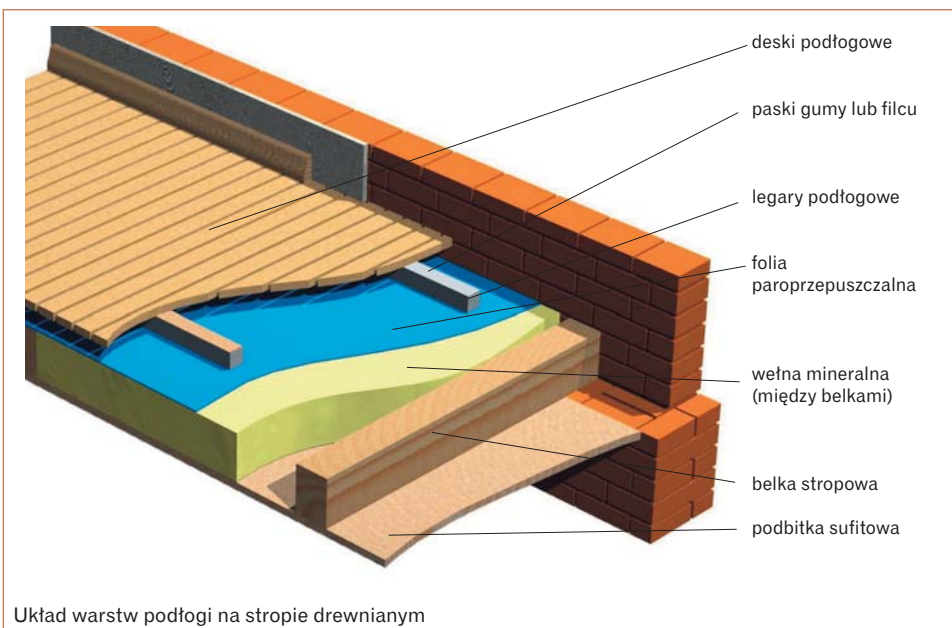 deski podłogowe
paski gumy lub filcu
legary podłogowe
folia
paroprzepuszczalna
wełna mineralna
(między belkami)
belka stropowa
podbitka sufitowa
Układ warstw podłogi na stropie drewnianym